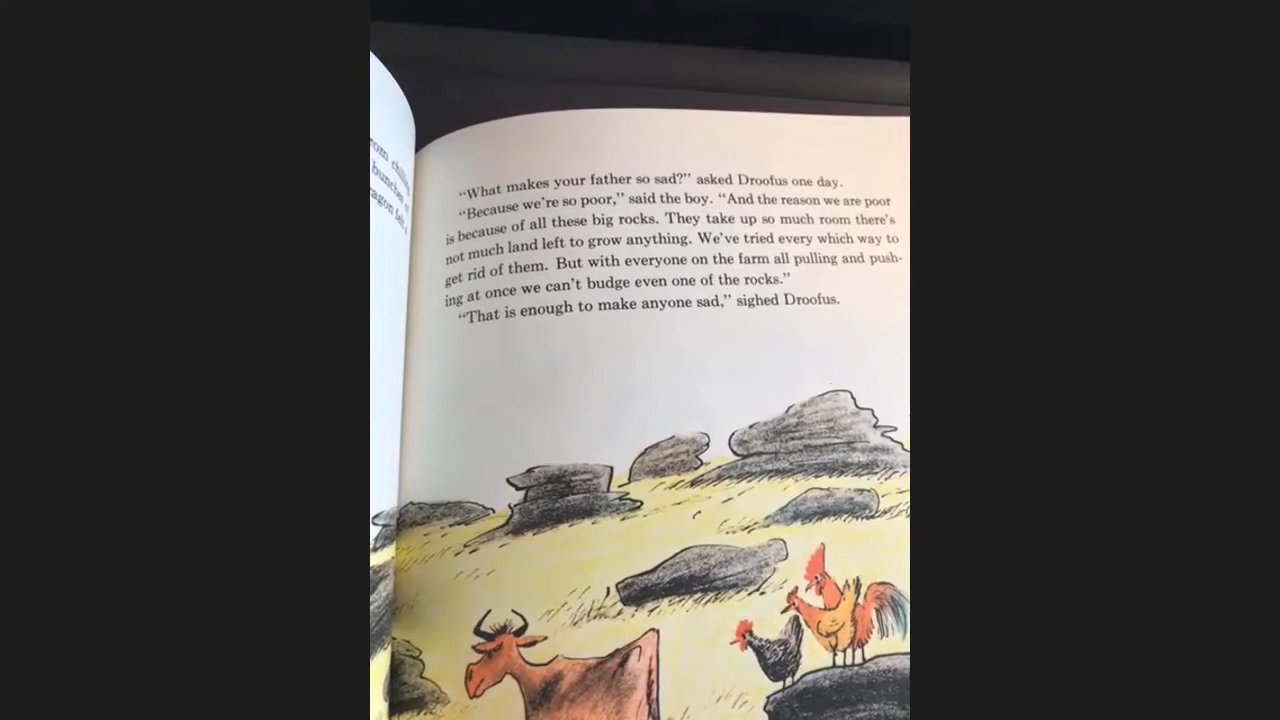 rom
bunches
ragon
“What makes your father so sad?” asked Droofus one day.
“Because we’re so poor,” said the boy. “And the reason we are poor
is because of all these big rocks. They take up so much room there’s
not much land left to grow anything. We’ve tried every which way to
get rid of them. But with everyone on the farm all pulling and push-
ing at once we can’t budge even one of the rocks.”
“That is enough to make anyone sad,” sighed Droofus.